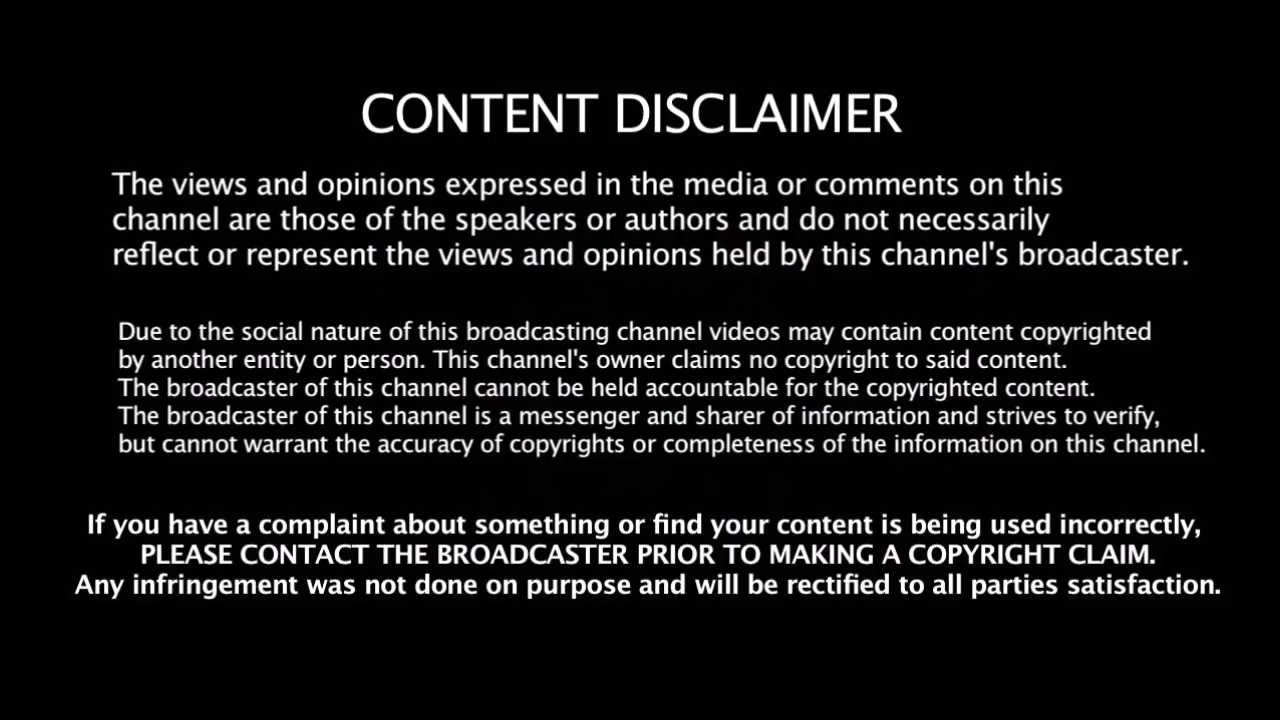 CONTENT DISCLAIMER
The views and opinions expressed in the media or comments on this
channel are those of the speakers or authors and do not necessarily
reflect or represent the views and opinions held by this channel's broadcaster.
Due to the social nature of this broadcasting channel videos may contain content copyrighted
by another entity or person. This channel's owner claims no copyright to said content.
The broadcaster of this channel cannot be held accountable for the copyrighted content.
The broadcaster of this channel is a messenger and sharer of information and strives to verify,
but cannot warrant the accuracy of copyrights or completeness of the information on this channel.
If you have a complaint about something or find your content is being used incorrectly,
PLEASE CONTACT THE BROADCASTER PRIOR TO MAKING A COPYRIGHT CLAIM.
Any infringement was not done on purpose and will be rectified to all parties satisfaction.